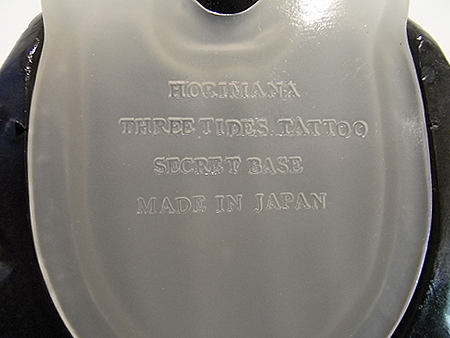 HORIMANA
THREE TIDES TATTOO
SECRET BASE
MADE IN JAPAN